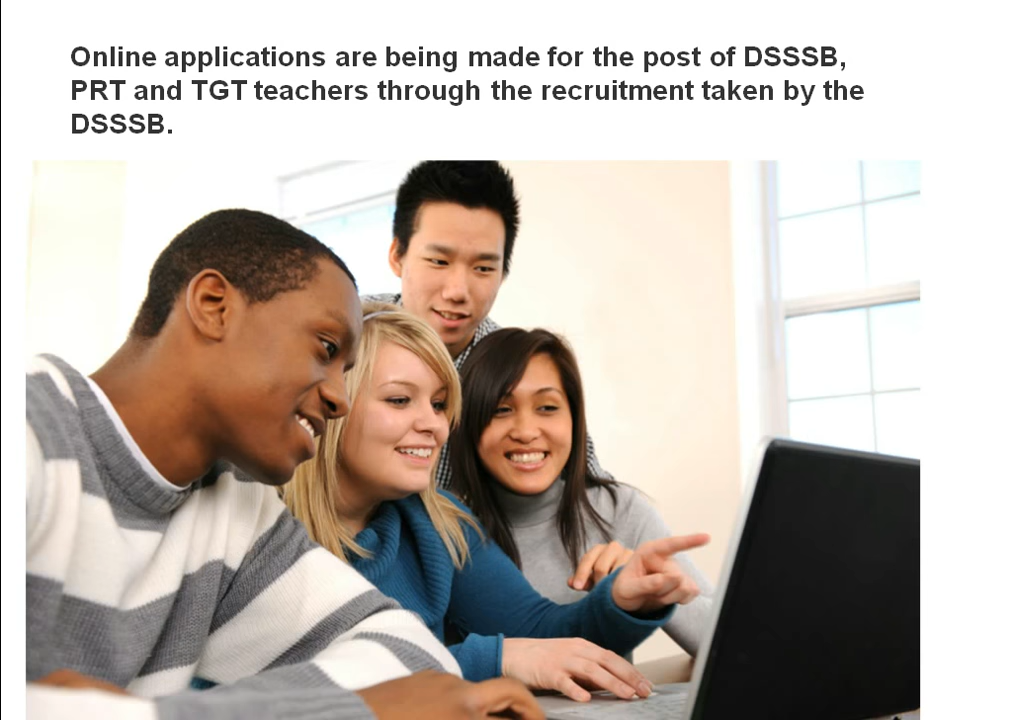 Online applications are being made for the post of DSSSB,
PRT and TGT teachers through the recruitment taken by the
DSSSB.